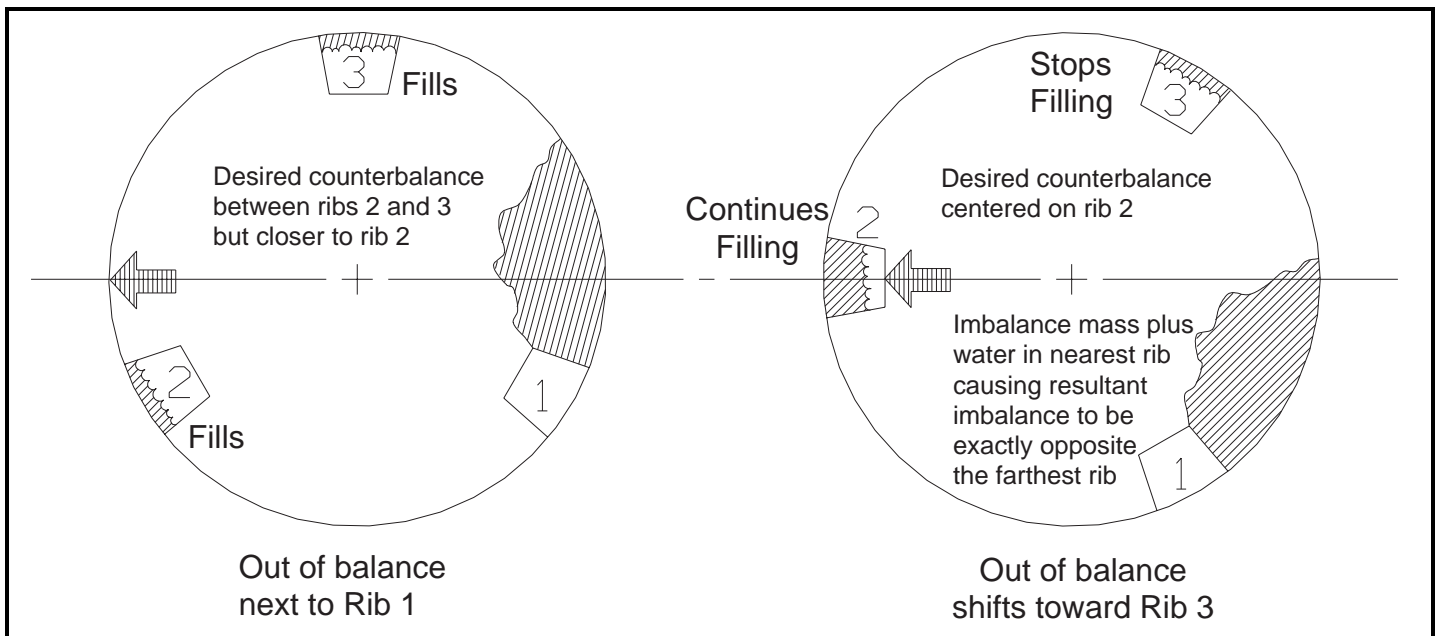 3
Fills
Desired counterbalance
between ribs 2 and 3
but closer to rib 2
2
Fills
1
Out of balance
next to Rib 1
Stops
Filling
3
Desired counterbalance
centered on rib 2
Continues
Filling
2
Imbalance mass plus
water in nearest rib
causing resultant
imbalance to be
exactly opposite
the farthest rib
1
Out of balance
shifts toward Rib 3